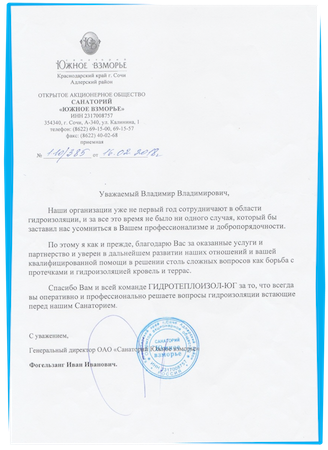 ЮЖНОЕ ВЗМОРЬЕ
Краснодарский край г. Сочи
Адлерский район
ОТКРЫТОЕ АКЦИОНЕРНОЕ ОБЩЕСТВО
САНАТОРИЙ
«ЮЖНОЕ ВЗМОРЬЕ»
ИНН 2317008757
354340, г. Сочи, А-340, ул. Калинина, 1
телефон: (8622) 69-15-00, 69-15-57
факс: (8622) 40-02-68
приемная
№ 110/285 от 16.02.2018г.
Уважаемый Владимир Владимирович,
Наши организации уже не первый год сотрудничают в области
гидроизоляции, и за все это время не было ни одного случая, который бы
заставил нас усомниться в Вашем профессионализме и добропорядочности.
По этому я как и прежде, благодарю Вас за оказанные услуги и
партнерство и уверен в дальнейшем развитии наших отношений и вашей
квалифицированной помощи в решении столь сложных вопросов как борьба с
протечками и гидроизоляцией кровель и террас.
Спасибо Вам и всей команде ГИДРОТЕПЛОИЗОЛ-ЮГ за то, что всегда
вы оперативно и профессионально решаете вопросы гидроизоляции встающие
перед нашим Санаторием.
С уважением,
Генеральный директор ОАО «Санаторий Южное взморье»
Фогельзанг Иван Иванович.
САНАТОРИЙ
ЮЖНОЕ
ВЗМОРЬЕ